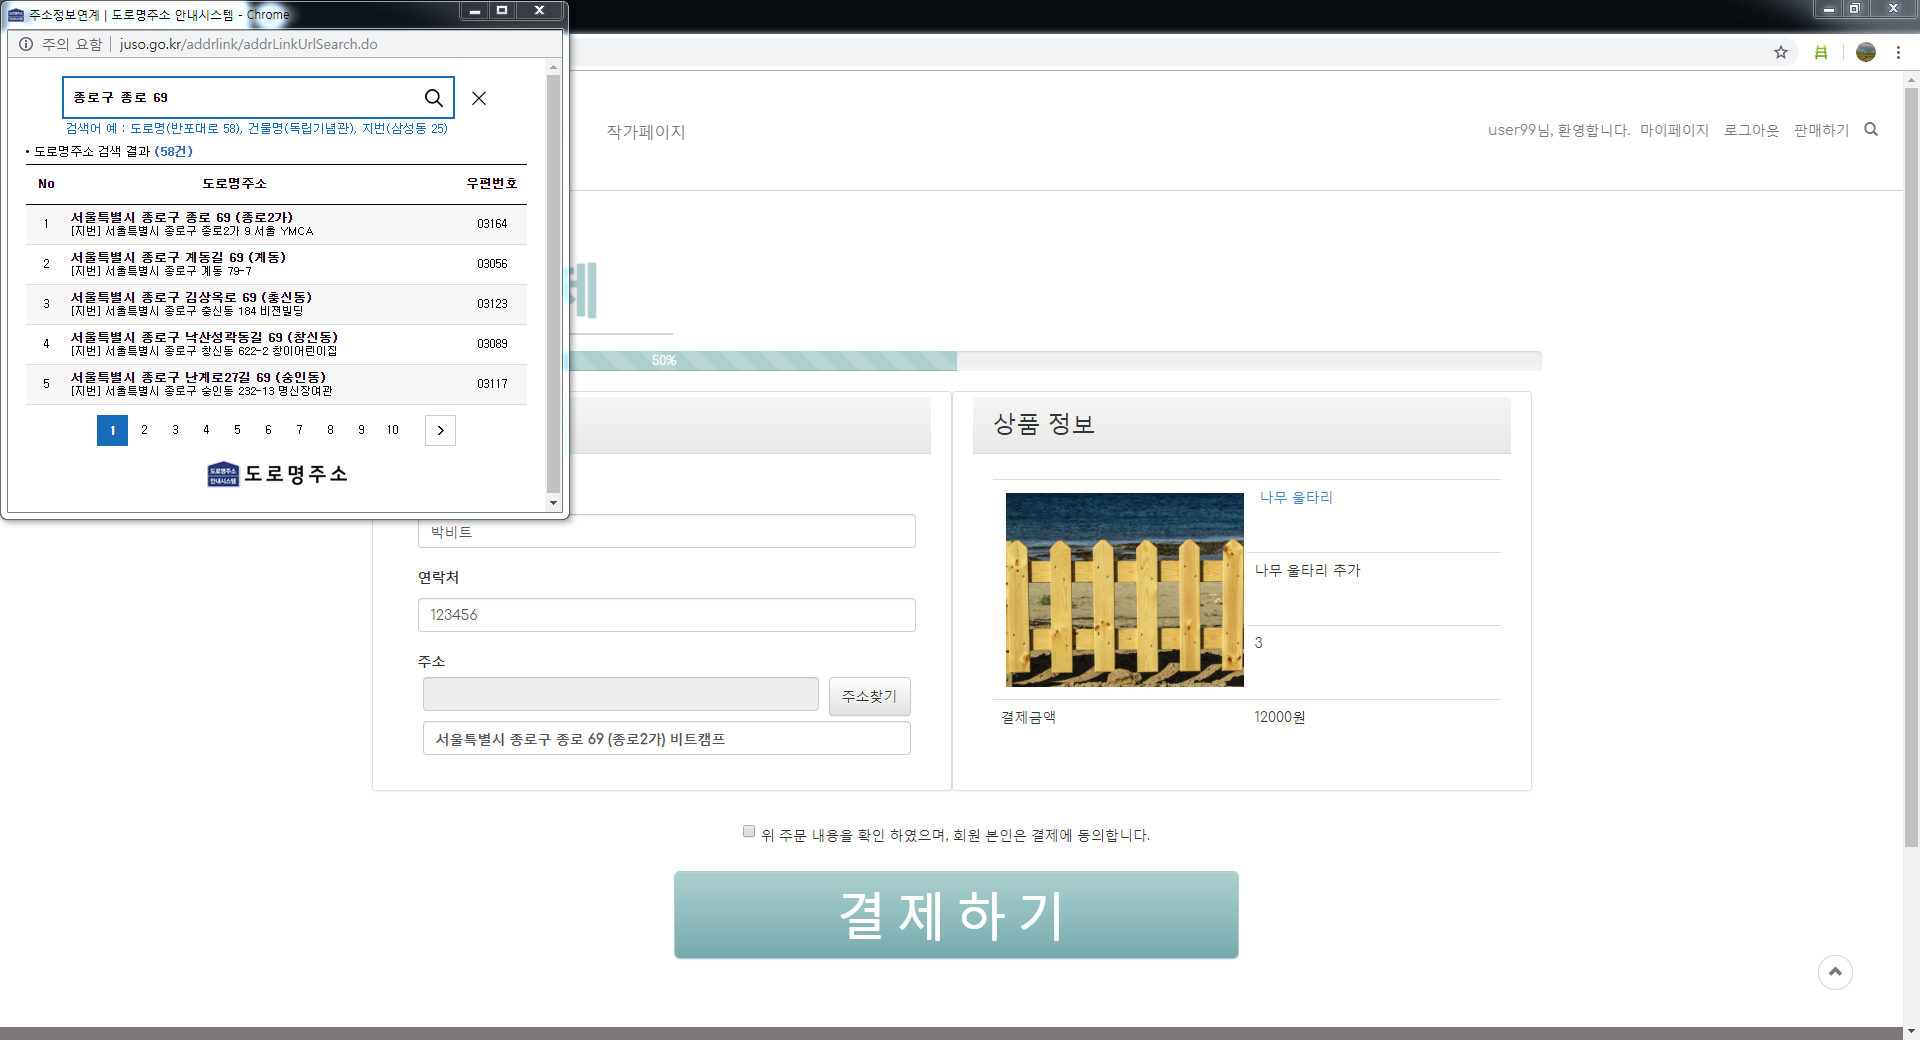 주소정보연계 | 도로명주소 안내시스템 - Chrome
주의 요함 | juso.go.kr/addrlink/addrLinkUrlSearch.do
종로구 종로 69
검색어 예 : 도로명(반포대로 58), 건물명(독립기념관), 지번(삼성동 25)
• 도로명주소 검색 결과 (58건)
No 도로명주소 우편번호
1 서울특별시 종로구 종로 69 (종로2가) 03164
[지번] 서울특별시 종로구 종로2가 9 서울 YMCA
2 서울특별시 종로구 계동길 69 (계동) 03056
[지번] 서울특별시 종로구 계동 79-7
3 서울특별시 종로구 김상옥로 69 (충신동) 03123
[지번] 서울특별시 종로구 충신동 184 비젼빌딩
4 서울특별시 종로구 낙산성곽동길 69 (창신동) 03089
[지번] 서울특별시 종로구 창신동 622-2 창이어린이집
5 서울특별시 종로구 난계로27길 69 (숭인동) 03117
[지번] 서울특별시 종로구 숭인동 232-13 명신장여관
1 2 3 4 5 6 7 8 9 10
도로명주소 안내시스템 도로명주소
작가페이지
user99님, 환영합니다. 마이페이지 로그아웃 판매하기
제
50%
박비트
연락처
123456
주소
주소찾기
서울특별시 종로구 종로 69 (종로2가) 비트캠프
상품 정보
나무 울타리
나무 울타리 추가
3
결제금액 12000원
위 주문 내용을 확인 하였으며, 회원 본인은 결제에 동의합니다.
결제하기